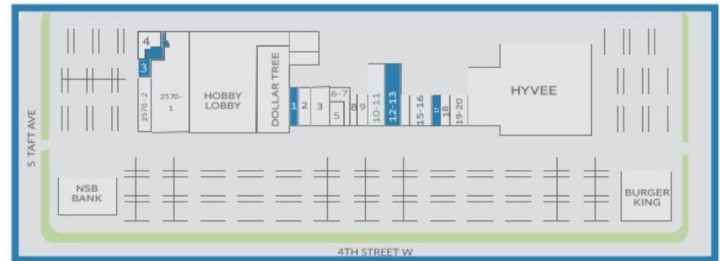 4
3
2570 - 2
2570-
1
HOBBY
LOBBY
DOLLAR TREE
1
2
3
6-7
5
8
9
10-11
12-13
15-16
17
18
19-20
HYVEE
S TAFT AVE
NSB
BANK
BURGER
KING
4TH STREET W